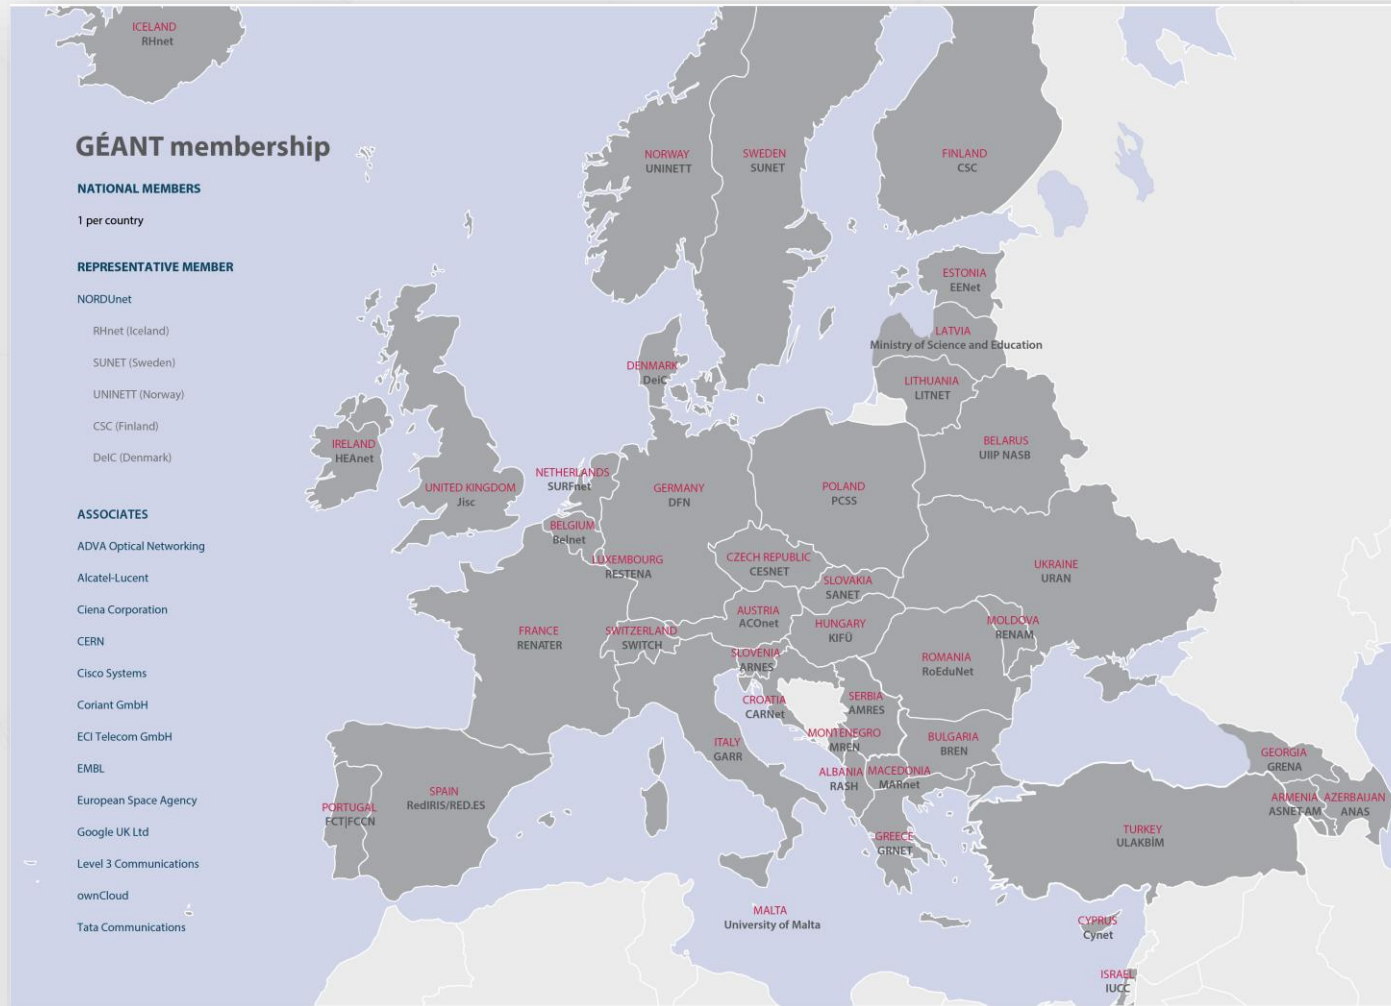 ICELAND
RHnet
GÉANT membership
NATIONAL MEMBERS
1 per country
REPRESENTATIVE MEMBER
NORDUnet
RHnet (Iceland)
SUNET (Sweden)
UNINETT (Norway)
CSC (Finland)
DeIC (Denmark)
ASSOCIATES
ADVA Optical Networking
Alcatel-Lucent
Ciena Corporation
CERN
Cisco Systems
Coriant GmbH
ECI Telecom GmbH
EMBL
European Space Agency
Google UK Ltd
Level 3 Communications
ownCloud
Tata Communications
NORWAY
UNINETT
SWEDEN
SUNET
FINLAND
CSC
ESTONIA
EENet
LATVIA
Ministry of Science and Education
DENMARK
DeiC
LITHUANIA
LITNET
IRELAND
HEAnet
BELARUS
UIIP NASB
UNITED KINGDOM
Jisc
NETHERLANDS
SURFnet
GERMANY
DFN
POLAND
PCSS
BELGIUM
Belnet
LUXEMBOURG
RESTENA
CZECH REPUBLIC
CESNET
SLOVAKIA
SANET
UKRAINE
URAN
FRANCE
RENATER
SWITZERLAND
SWITCH
AUSTRIA
ACOnet
HUNGARY
KIFÜ
MOLDOVA
RENAM
SLOVENIA
ARNES
ROMANIA
RoEduNet
CROATIA
CARNet
SERBIA
AMRES
MONTENEGRO
MREN
BULGARIA
BREN
ITALY
GARR
GEORGIA
GRENA
ALBANIA
RASH
MACEDONIA
MARnet
SPAIN
RedIRIS/RED.ES
PORTUGAL
FCT|FCCN
ARMENIA
ASNET-AM
AZERBAIJAN
ANAS
GREECE
GRNET
TURKEY
ULAKBİM
MALTA
University of Malta
CYPRUS
Cynet
ISRAEL
IUCC